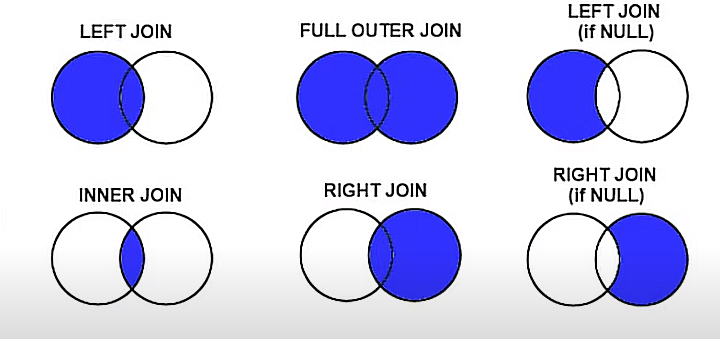 LEFT JOIN
FULL OUTER JOIN
LEFT JOIN
(if NULL)
INNER JOIN
RIGHT JOIN
RIGHT JOIN
(if NULL)